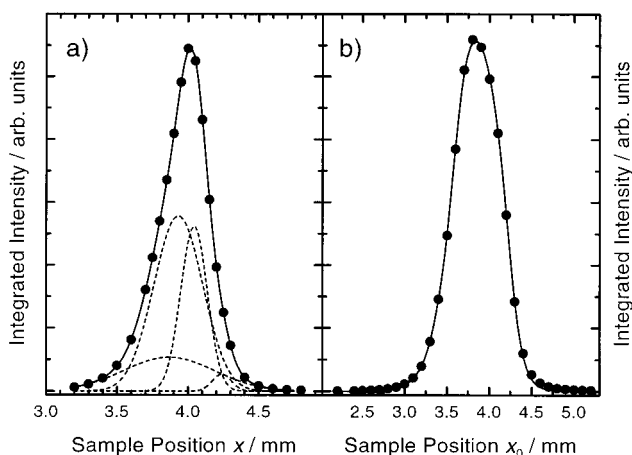 a)
b)
Integrated Intensity / arb. units
Integrated Intensity / arb. units
3.0 3.5 4.0 4.5
2.5 3.0 3.5 4.0 4.5 5.0
Sample Position x / mm
Sample Position x₀ / mm